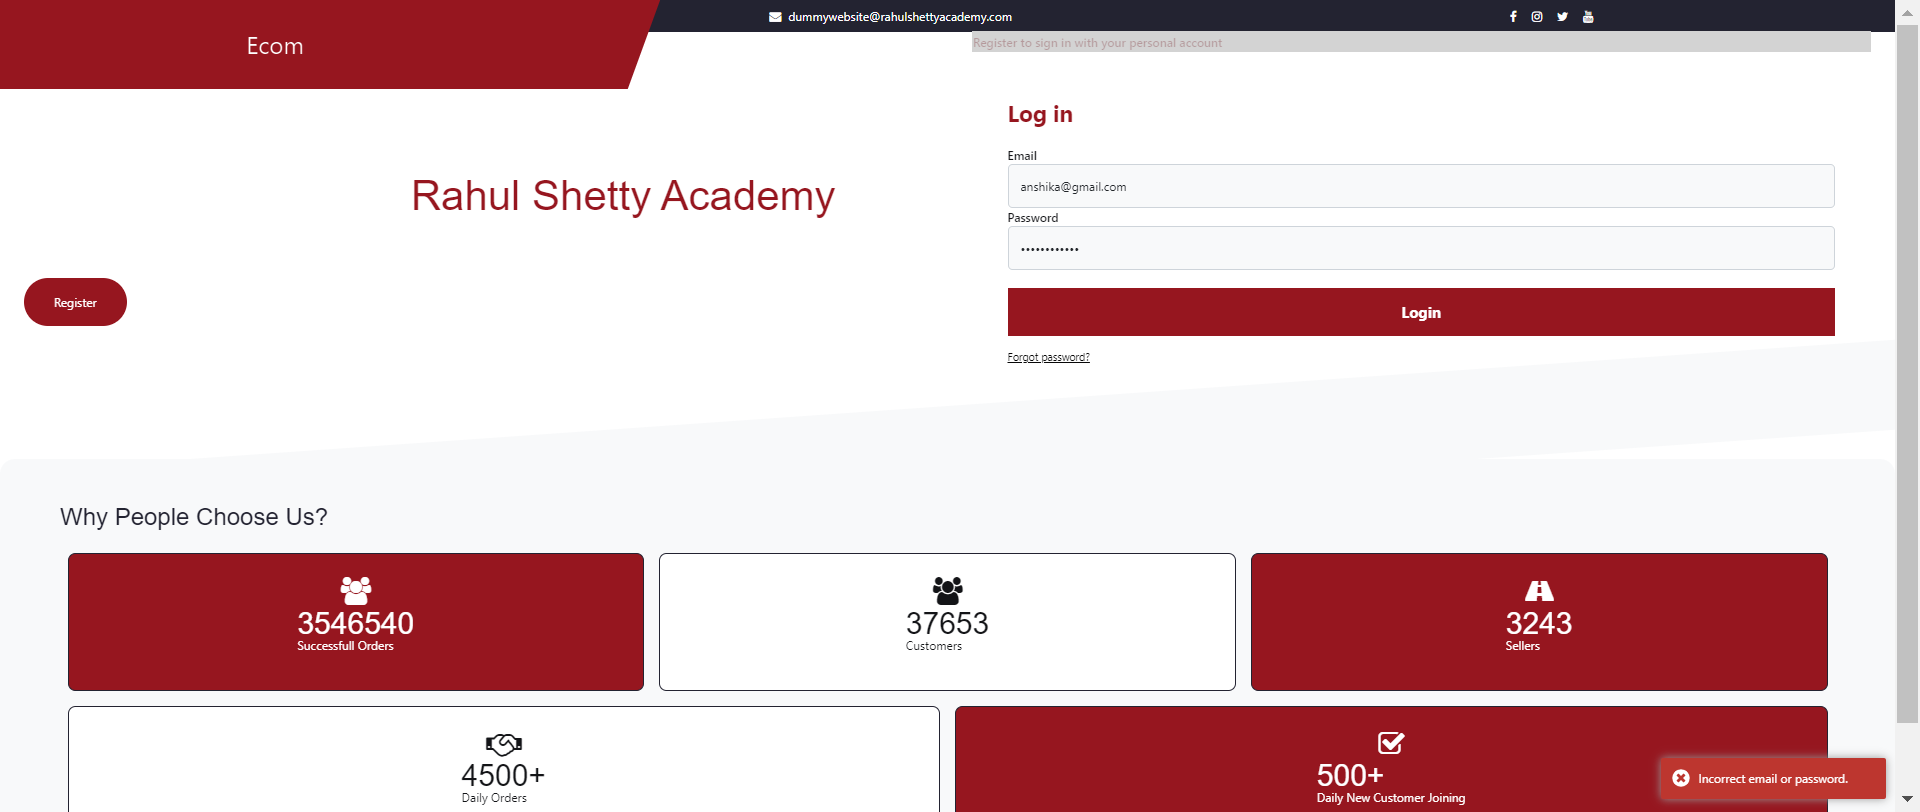 dummywebsite@rahulshettyacademy.com
Ecom
Register to sign in with your personal account
Log in
Rahul Shetty Academy
Email
anshika@gmail.com
Password
••••••••••••
Register
Login
Forgot password?
Why People Choose Us?
3546540
Successfull Orders
37653
Customers
3243
Sellers
4500+
Daily Orders
500+
Daily New Customer Joining
Incorrect email or password.